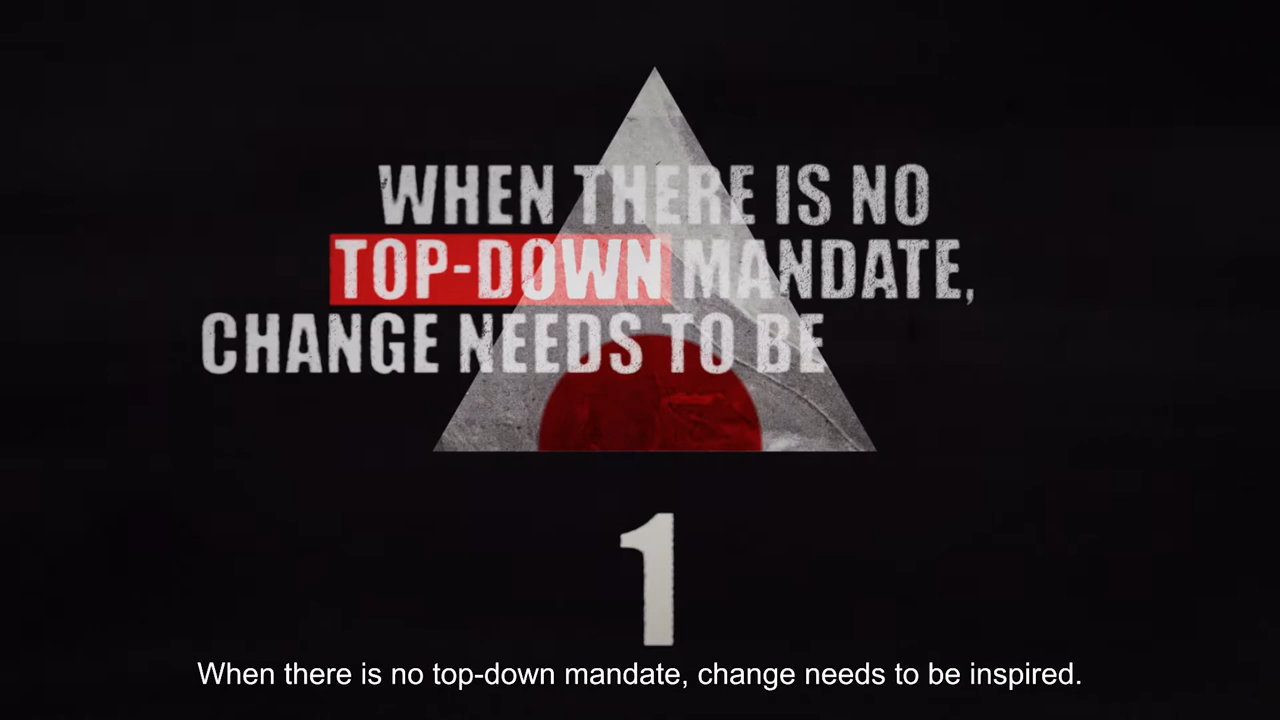 WHEN THERE IS NO
TOP-DOWN MANDATE,
CHANGE NEEDS TO BE
1
When there is no top-down mandate, change needs to be inspired.